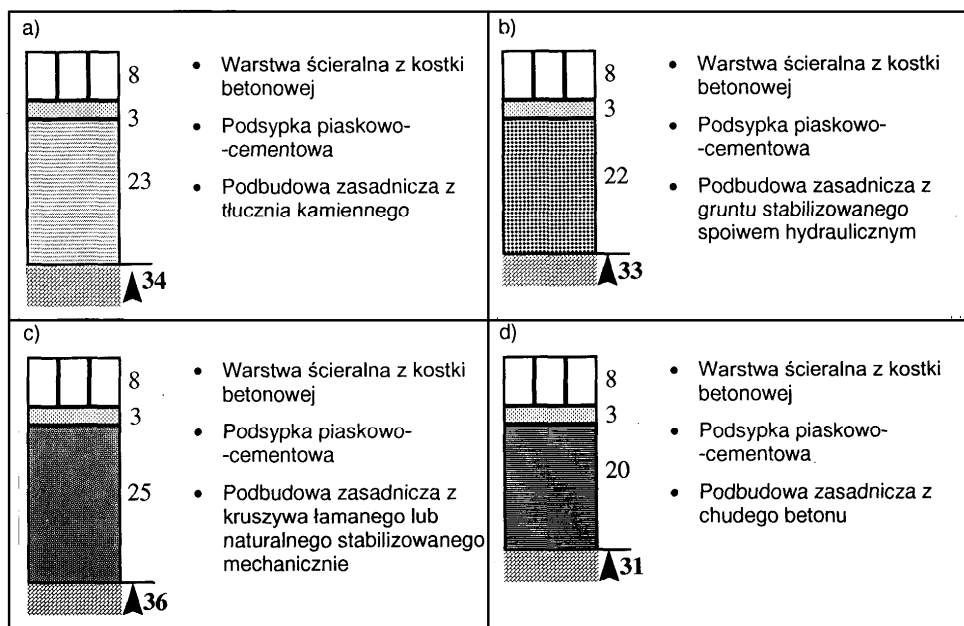 a)
8
3
23
34
• Warstwa ścieralna z kostki
betonowej
• Podsypka piaskowo-
-cementowa
• Podbudowa zasadnicza z
tłucznia kamiennego
b)
8
3
22
33
• Warstwa ścieralna z kostki
betonowej
• Podsypka piaskowo-
-cementowa
• Podbudowa zasadnicza z
gruntu stabilizowanego
spoiwem hydraulicznym
c)
8
3
25
36
• Warstwa ścieralna z kostki
betonowej
• Podsypka piaskowo-
-cementowa
• Podbudowa zasadnicza z
kruszywa łamanego lub
naturalnego stabilizowanego
mechanicznie
d)
8
3
20
31
• Warstwa ścieralna z kostki
betonowej
• Podsypka piaskowo-
-cementowa
• Podbudowa zasadnicza z
chudego betonu